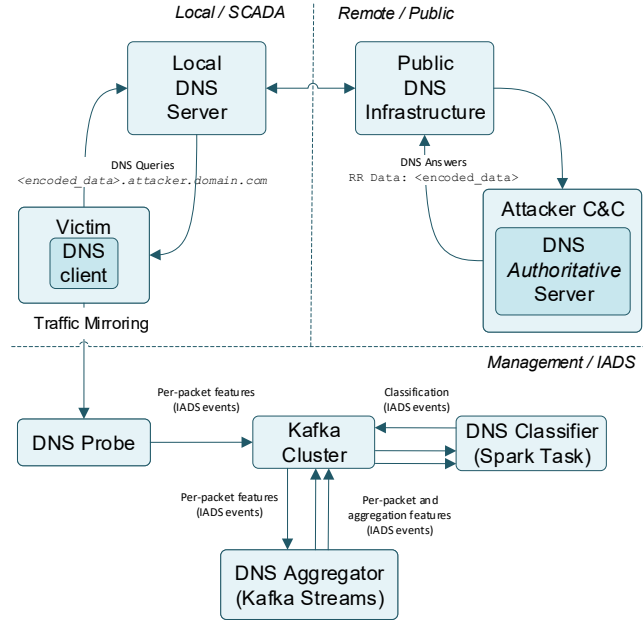 Local / SCADA
Remote / Public
Local
DNS
Server
Public
DNS
Infrastructure
DNS Queries
<encoded_data>.attacker.domain.com
DNS Answers
RR Data: <encoded_data>
Victim
DNS
client
Attacker C&C
DNS
Authoritative
Server
Traffic Mirroring
Management / IADS
Per-packet features
(IADS events)
Classification
(IADS events)
DNS Probe
Kafka
Cluster
DNS Classifier
(Spark Task)
Per-packet features
(IADS events)
Per-packet and
aggregation features
(IADS events)
DNS Aggregator
(Kafka Streams)